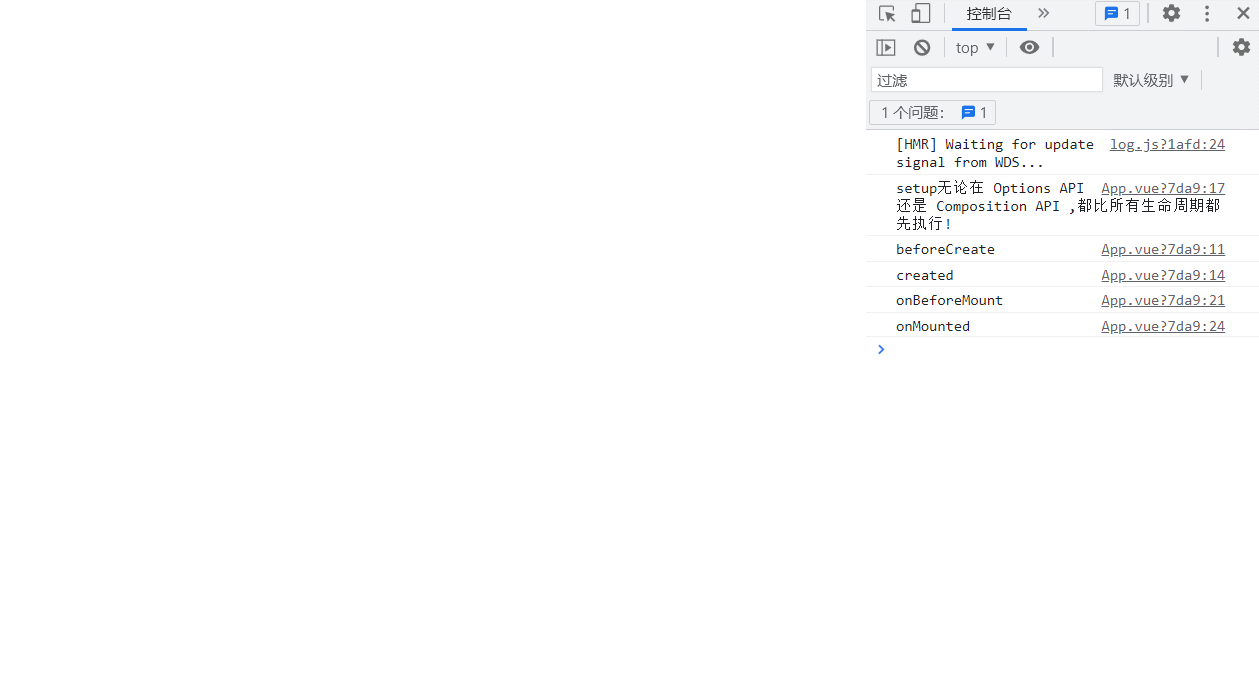 控制台 1
top
过滤 默认级别
1 个问题： 1
[HMR] Waiting for update log.js?1afd:24
signal from WDS...
setup无论在 Options API App.vue?7da9:17
还是 Composition API ,都比所有生命周期都
先执行!
beforeCreate App.vue?7da9:11
created App.vue?7da9:14
onBeforeMount App.vue?7da9:21
onMounted App.vue?7da9:24